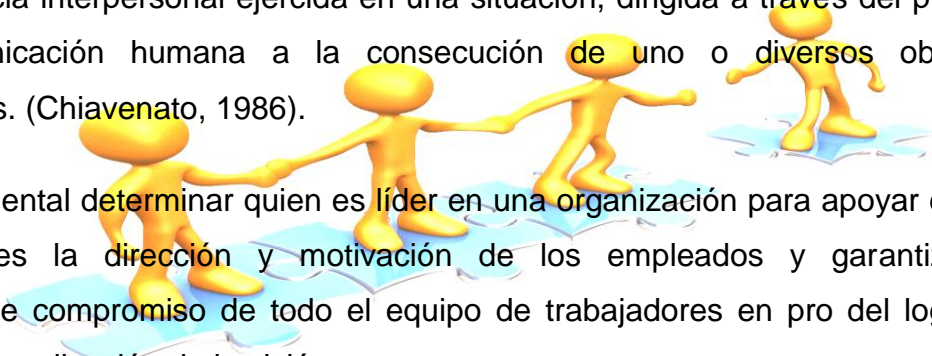 cia interpersonal ejercida en una situación, dirigida a través del p
nicación humana a la consecución de uno o diversos ob
s. (Chiavenato, 1986).
ental determinar quien es líder en una organización para apoyar
es la dirección y motivación de los empleados y garantiz
e compromiso de todo el equipo de trabajadores en pro del log